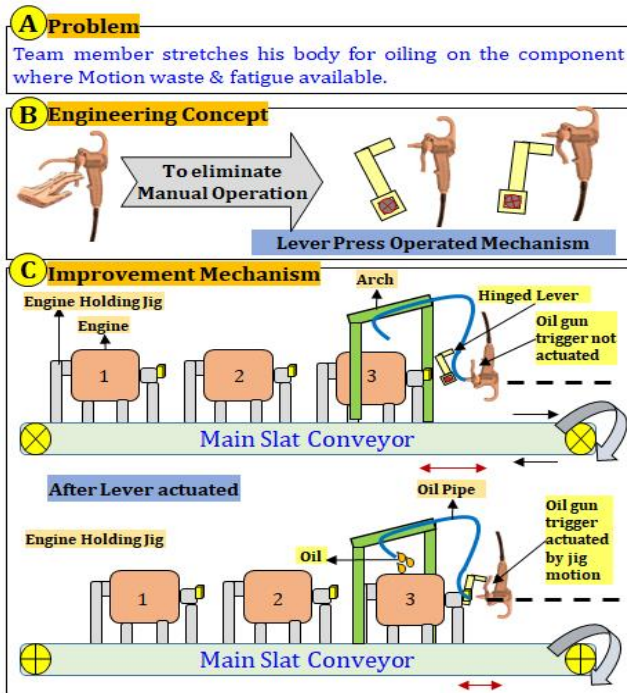 A Problem
Team member stretches his body for oiling on the component
where Motion waste & fatigue available.
B Engineering Concept
To eliminate
Manual Operation
Lever Press Operated Mechanism
C Improvement Mechanism
Engine Holding Jig
Engine
Arch
Hinged Lever
Oil gun
trigger not
actuated
1
2
3
Main Slat Conveyor
After Lever actuated
Oil Pipe
Oil gun
trigger
actuated
by jig
motion
Engine Holding Jig
Oil
1
2
3
Main Slat Conveyor